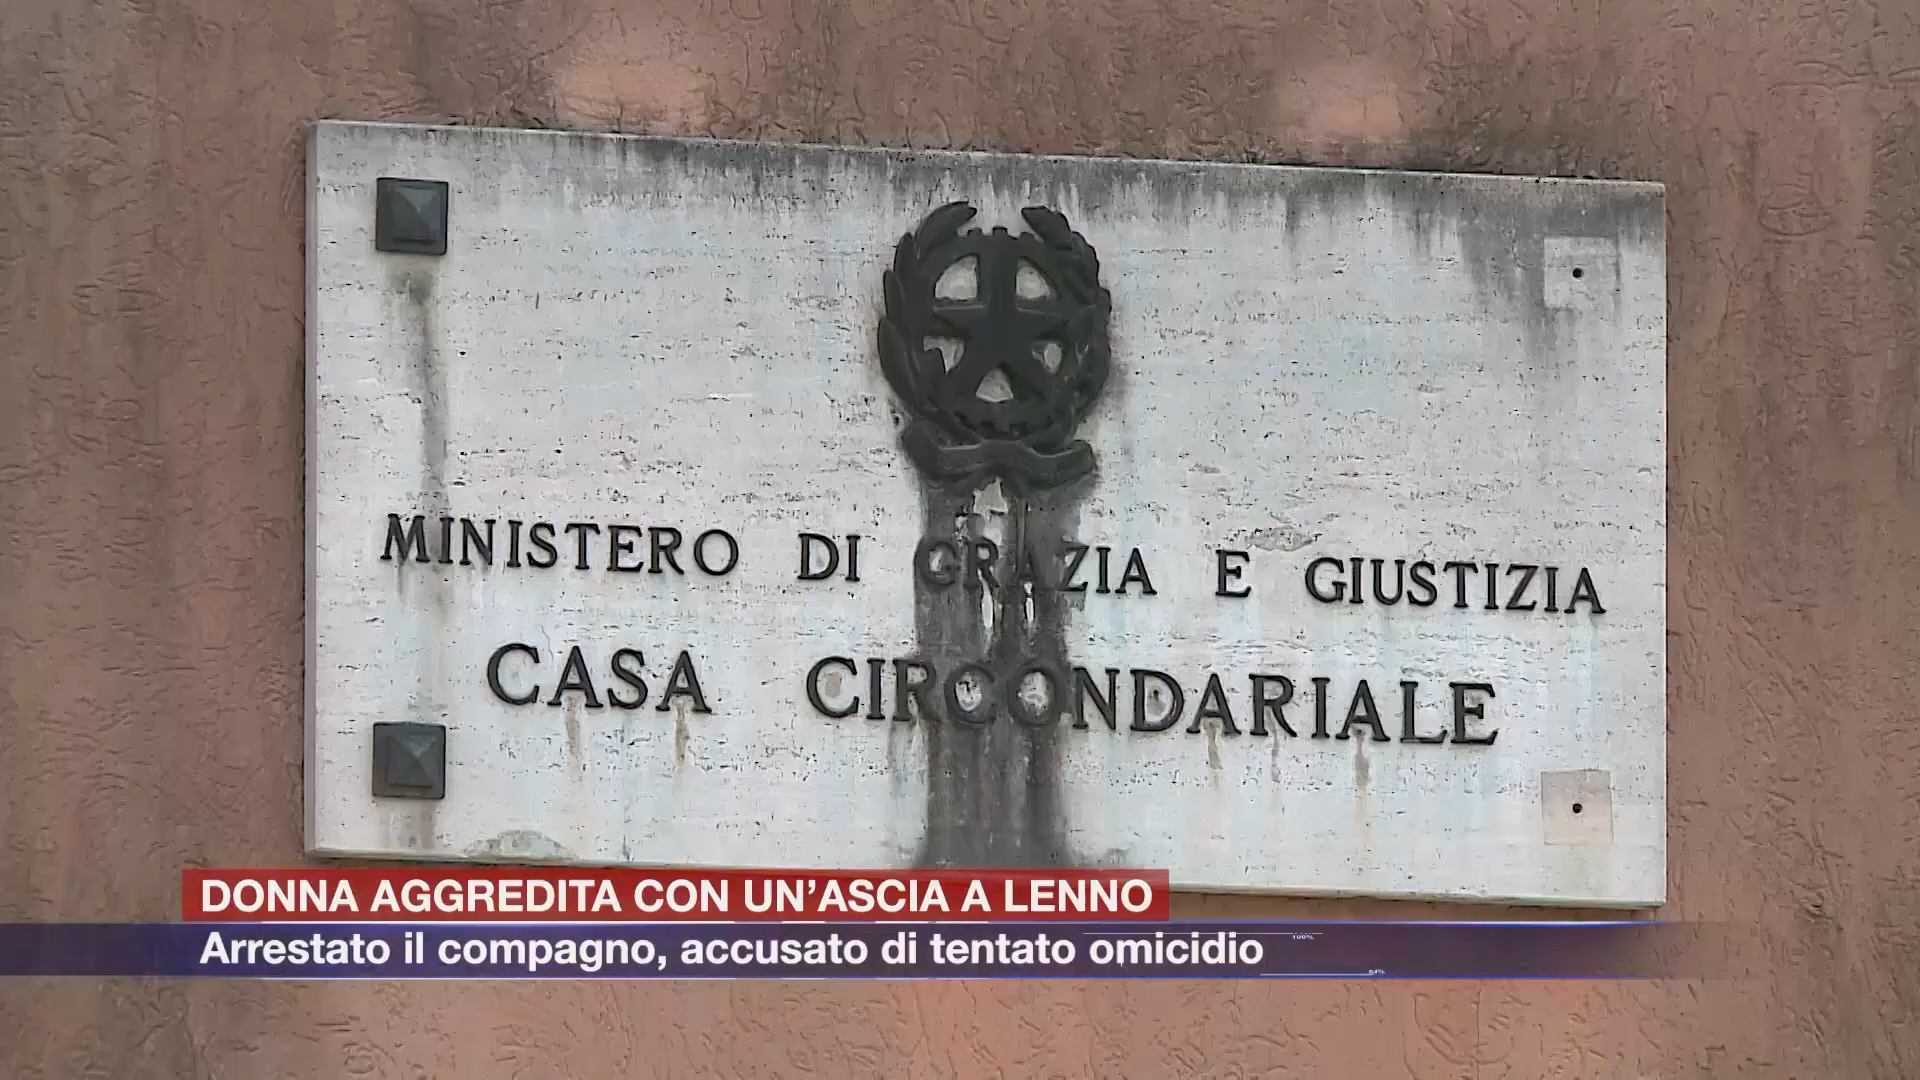 MINISTERO DI GRAZIA E GIUSTIZIA
CASA CIRCONDARIALE
DONNA AGGREDITA CON UN'ASCIA A LENNO
Arrestato il compagno, accusato di tentato omicidio
100%